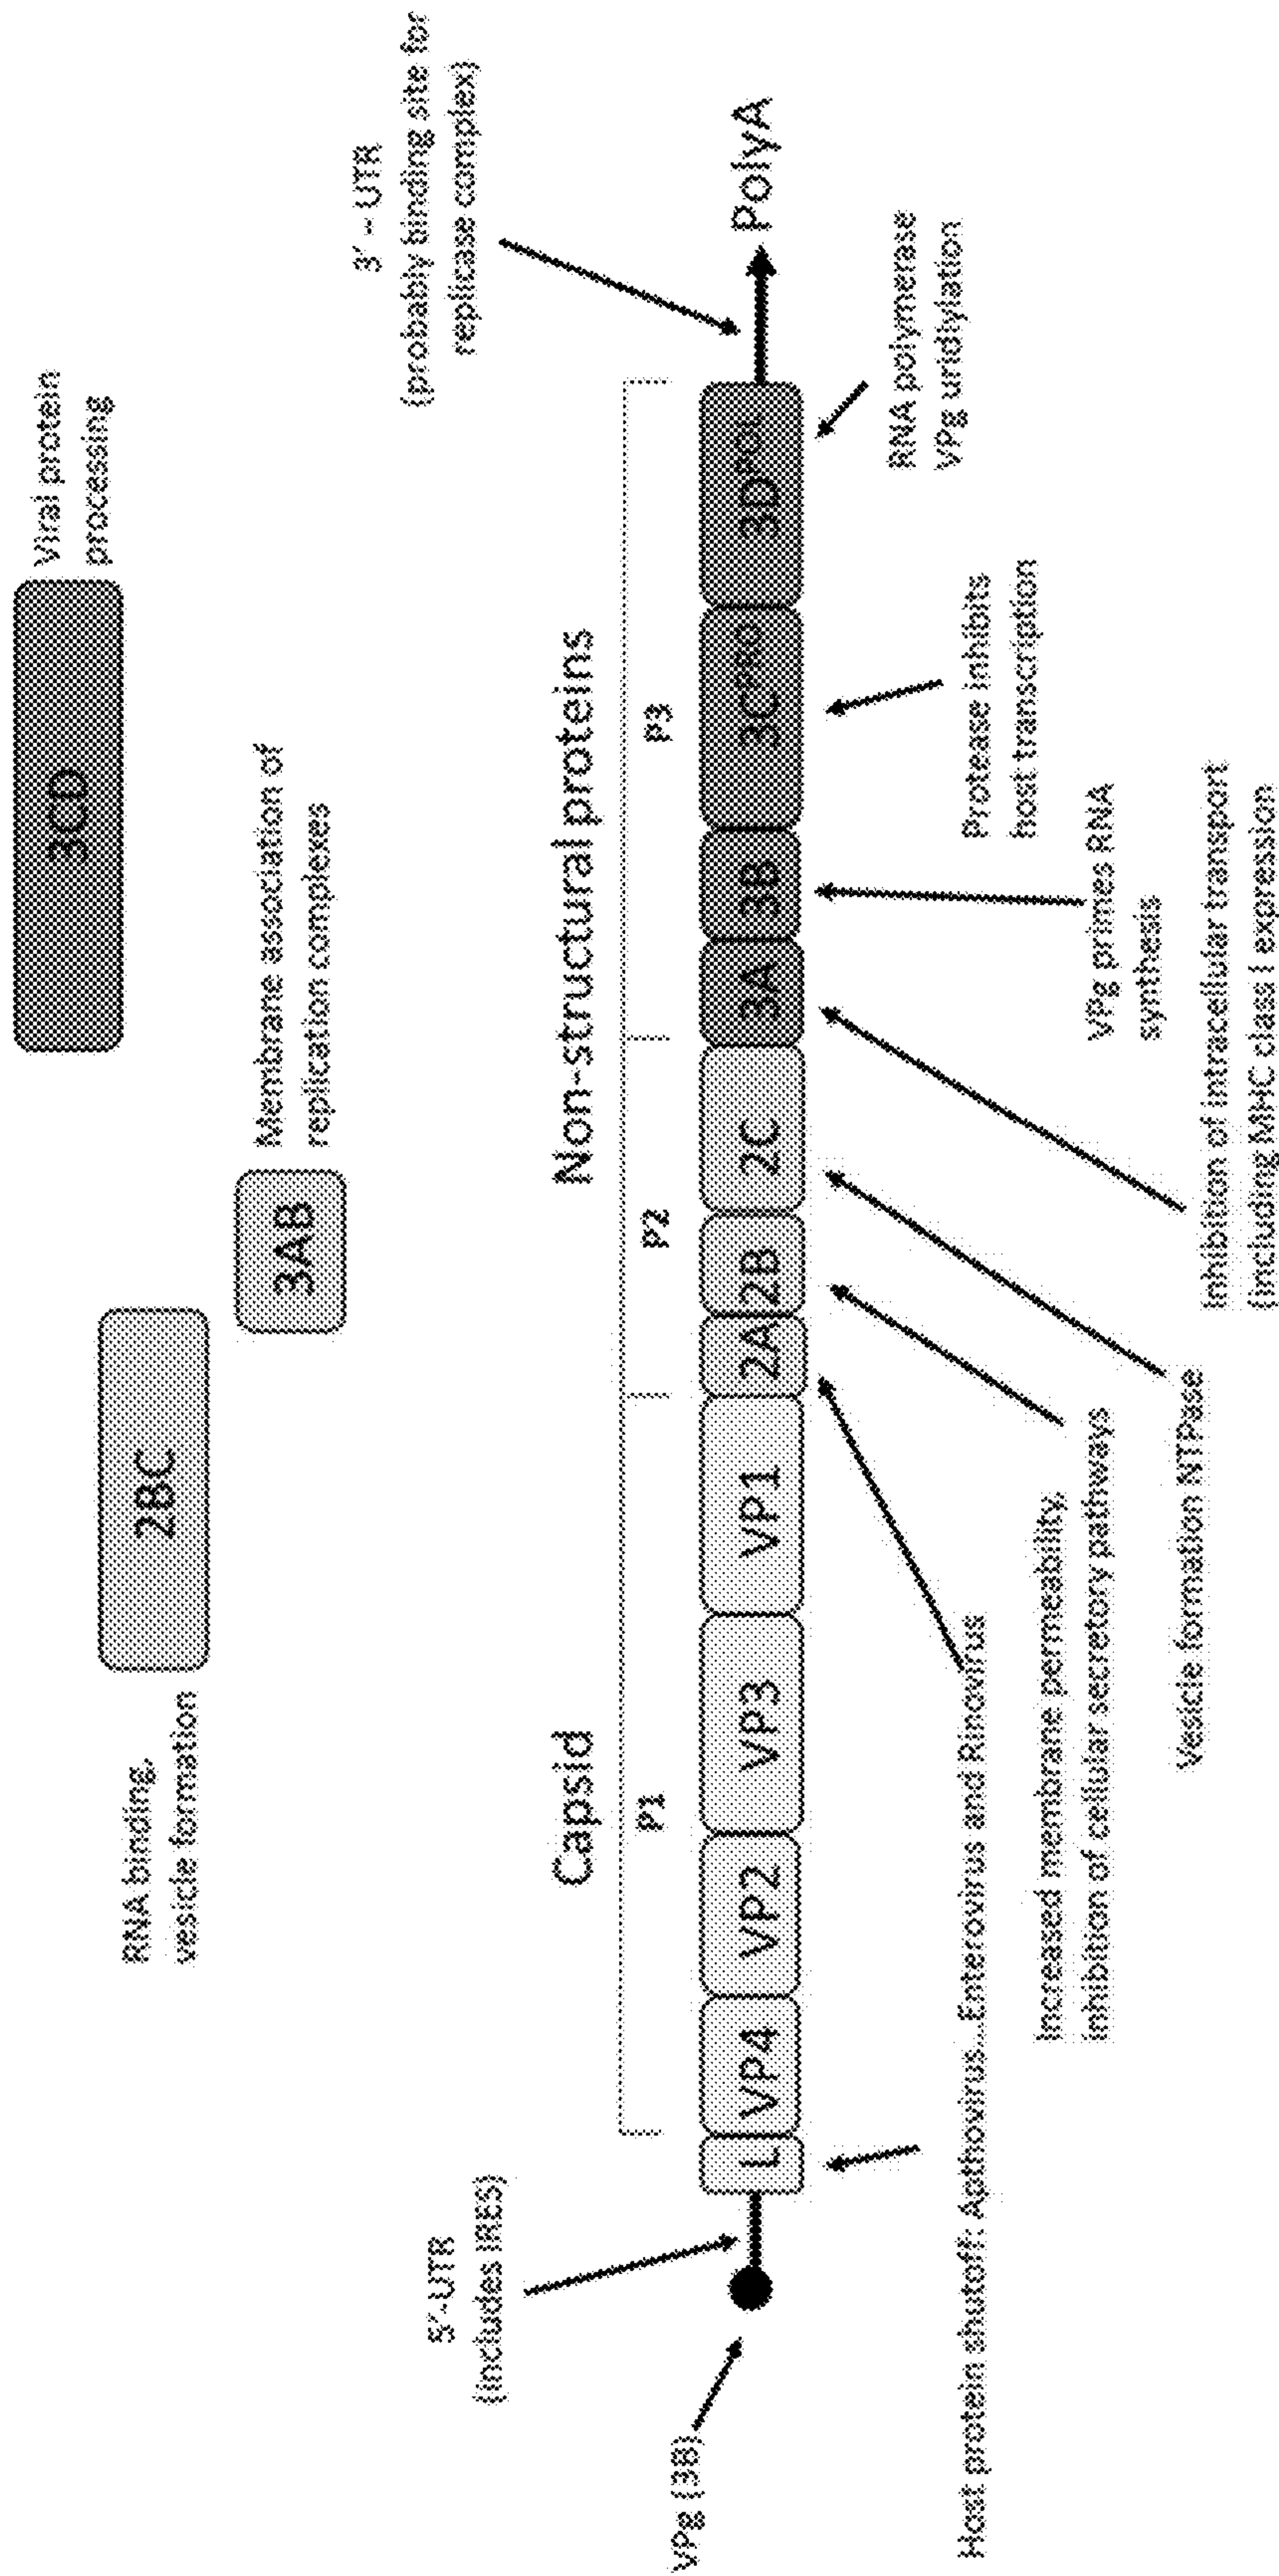 3CD
Viral protein
processing
RNA binding,
vesicle formation
2BC
3AB
Membrane association of
replication complexes
3' – UTR
(probably binding site for
replicase complex)
5'-UTR
(includes IRES)
Capsid
Non-structural proteins
P1
P2
P3
VPg (3B)
L
VP4
VP2
VP3
VP1
2A
2B
2C
3A
3B
3Cpro
3Dpol
PolyA
RNA polymerase
VPg uridlylation
Host protein shutoff: Apthovirus...Enterovirus and Rinovirus
Protease inhibits
host transcription
Increased membrane permeability,
inhibition of cellular secretory pathways
VPg primes RNA
synthesis
Vesicle formation NTPase
Inhibition of intracellular transport
(including MHC class I expression